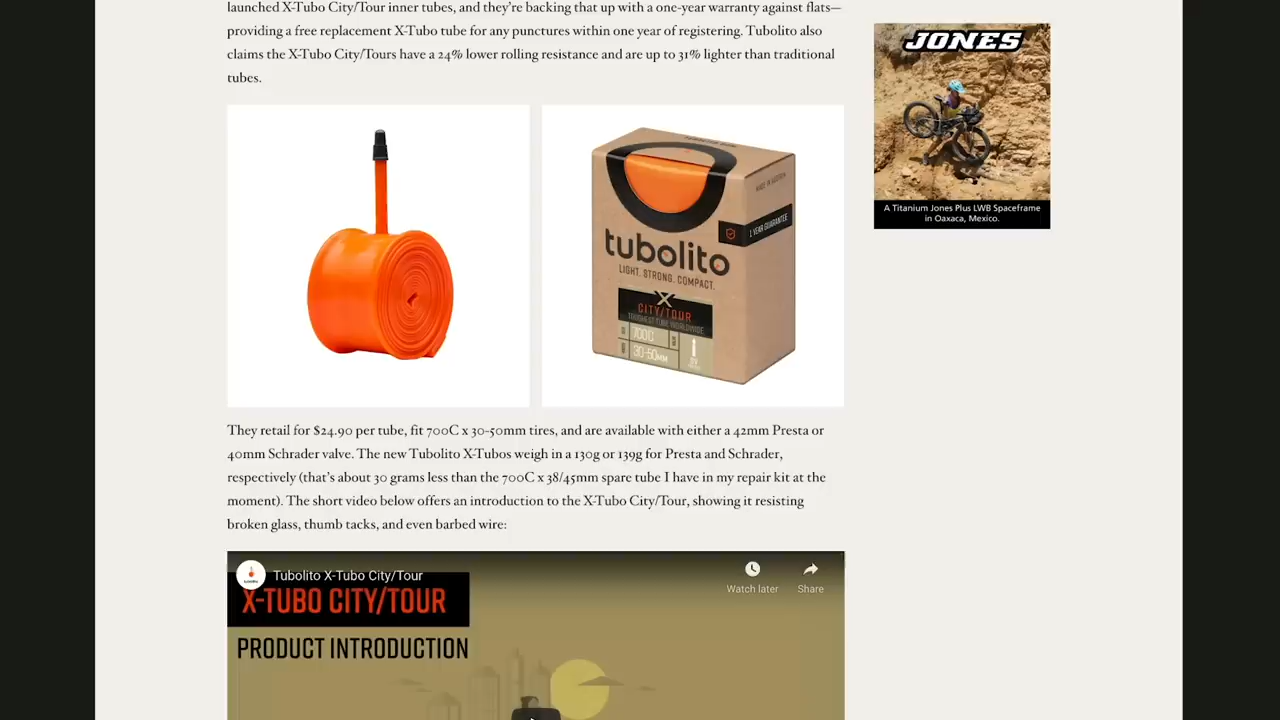 launched X-Tubo City/Tour inner tubes, and they're backing that up with a one-year warranty against flats—
providing a free replacement X-Tubo tube for any punctures within one year of registering. Tubolito also
claims the X-Tubo City/Tours have a 24% lower rolling resistance and are up to 31% lighter than traditional
tubes.
JONES
A Titanium Jones Plus LWB Spaceframe
in Oaxaca, Mexico.
MADE IN AUSTRIA
1 YEAR GUARANTEE
tubolito
LIGHT. STRONG. COMPACT.
X
CITY/TOUR
TOUGHEST TUBE WORLDWIDE
700C
30-50MM
They retail for $24.90 per tube, fit 700C x 30-50mm tires, and are available with either a 42mm Presta or
40mm Schrader valve. The new Tubolito X-Tubos weigh in a 130g or 139g for Presta and Schrader,
respectively (that's about 30 grams less than the 700C x 38/45mm spare tube I have in my repair kit at the
moment). The short video below offers an introduction to the X-Tubo City/Tour, showing it resisting
broken glass, thumb tacks, and even barbed wire:
Tubolito X-Tubo City/Tour
Watch later
Share
X-TUBO CITY/TOUR
PRODUCT INTRODUCTION